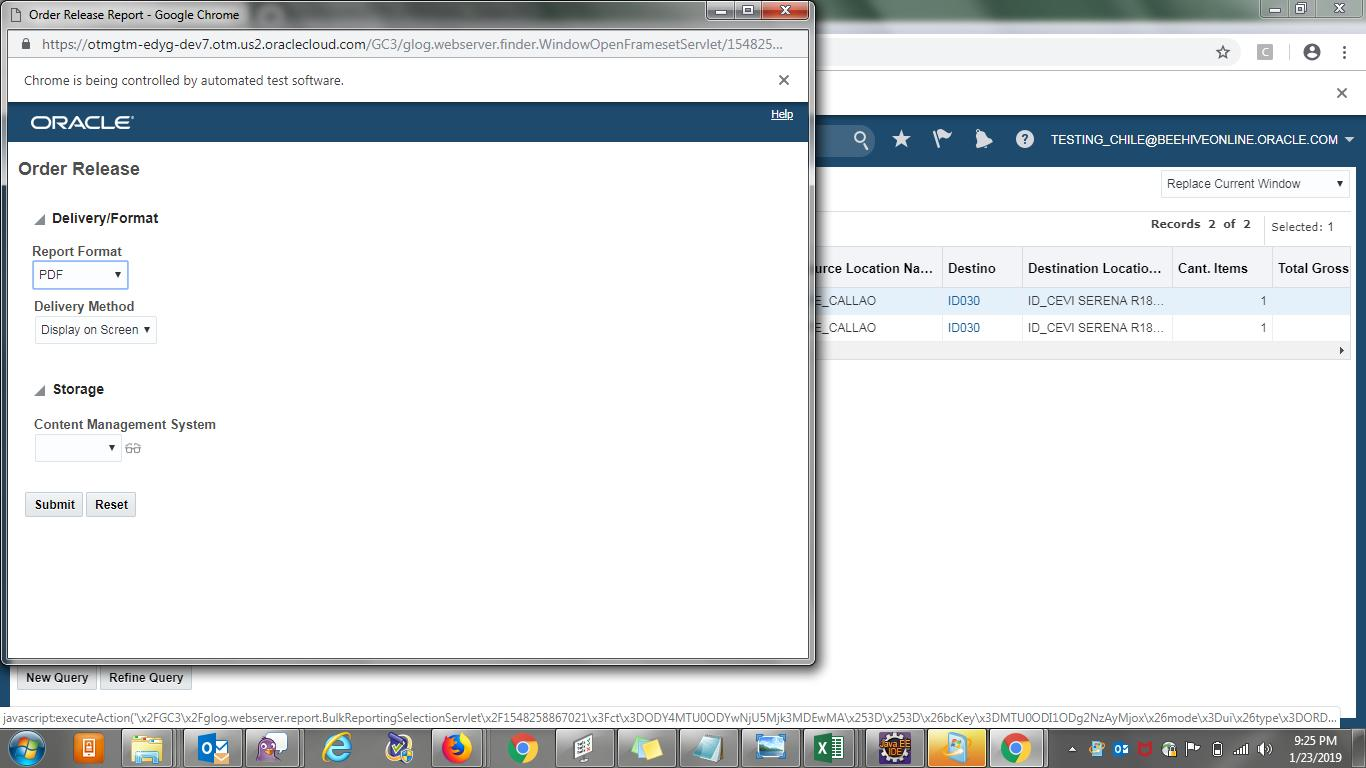 Order Release Report - Google Chrome
https://otmgtm-edyg-dev7.otm.us2.oraclecloud.com/GC3/glog.webserver.finder.WindowOpenFramesetServlet/154825...
Chrome is being controlled by automated test software.
ORACLE
Help
Order Release
Delivery/Format
Report Format
PDF
Delivery Method
Display on Screen
Storage
Content Management System
Submit Reset
C
TESTING_CHILE@BEEHIVEONLINE.ORACLE.COM
Replace Current Window
Records 2 of 2 Selected: 1
urce Location Na... Destino Destination Locatio... Cant. Items Total Gross
E_CALLAO ID030 ID_CEVI SERENA R18... 1
E_CALLAO ID030 ID_CEVI SERENA R18... 1
New Query Refine Query
javascript:executeAction("\x2FGC3\x2Fglog.webserver.report.BulkReportingSelectionServlet\x2F1548258867021\x3Fct\x3DODY4MTU0ODYwNjU5Mjk3MDEwMA\x253D\x253D\x26bcKey\x3DMTU0ODI1ODg2NzAyMjox\x26mode\x3Dui\x26type\x3DORD...
Java EE
IDE
9:25 PM
1/23/2019